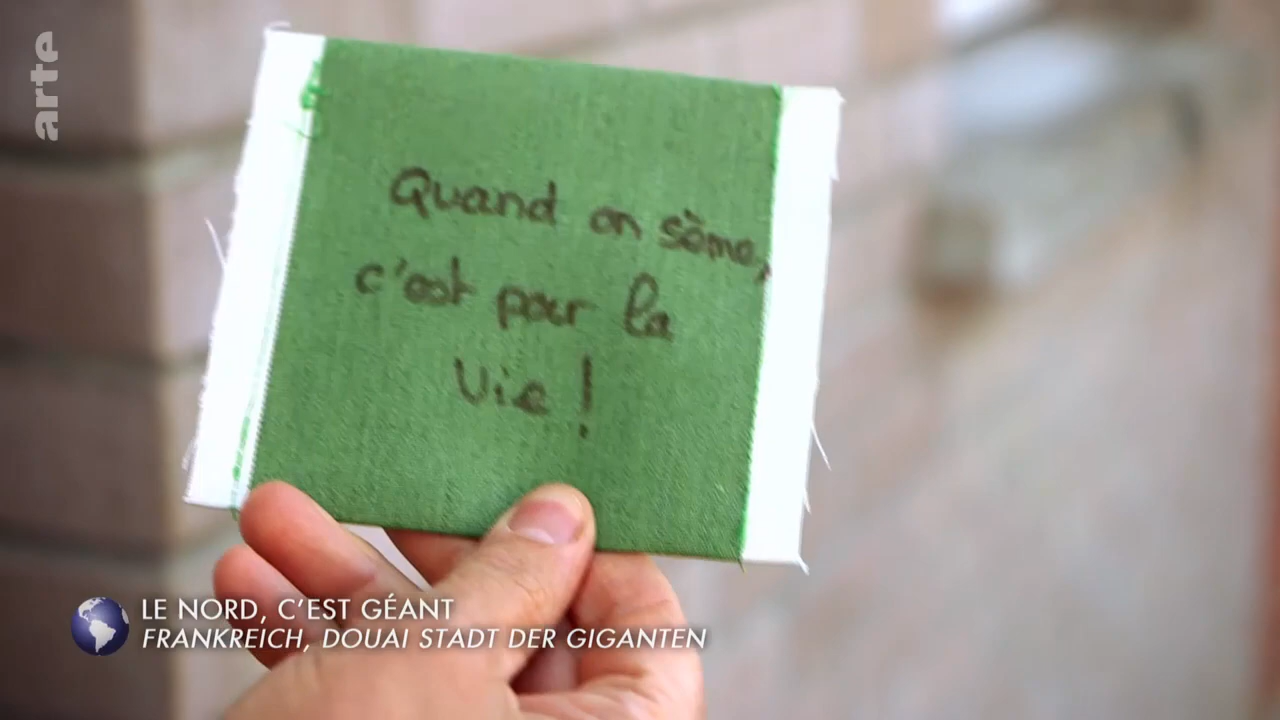 arte
Quand on sème,
c'est pour la
Vie !
LE NORD, C'EST GÉANT
FRANKREICH, DOUAI STADT DER GIGANTEN